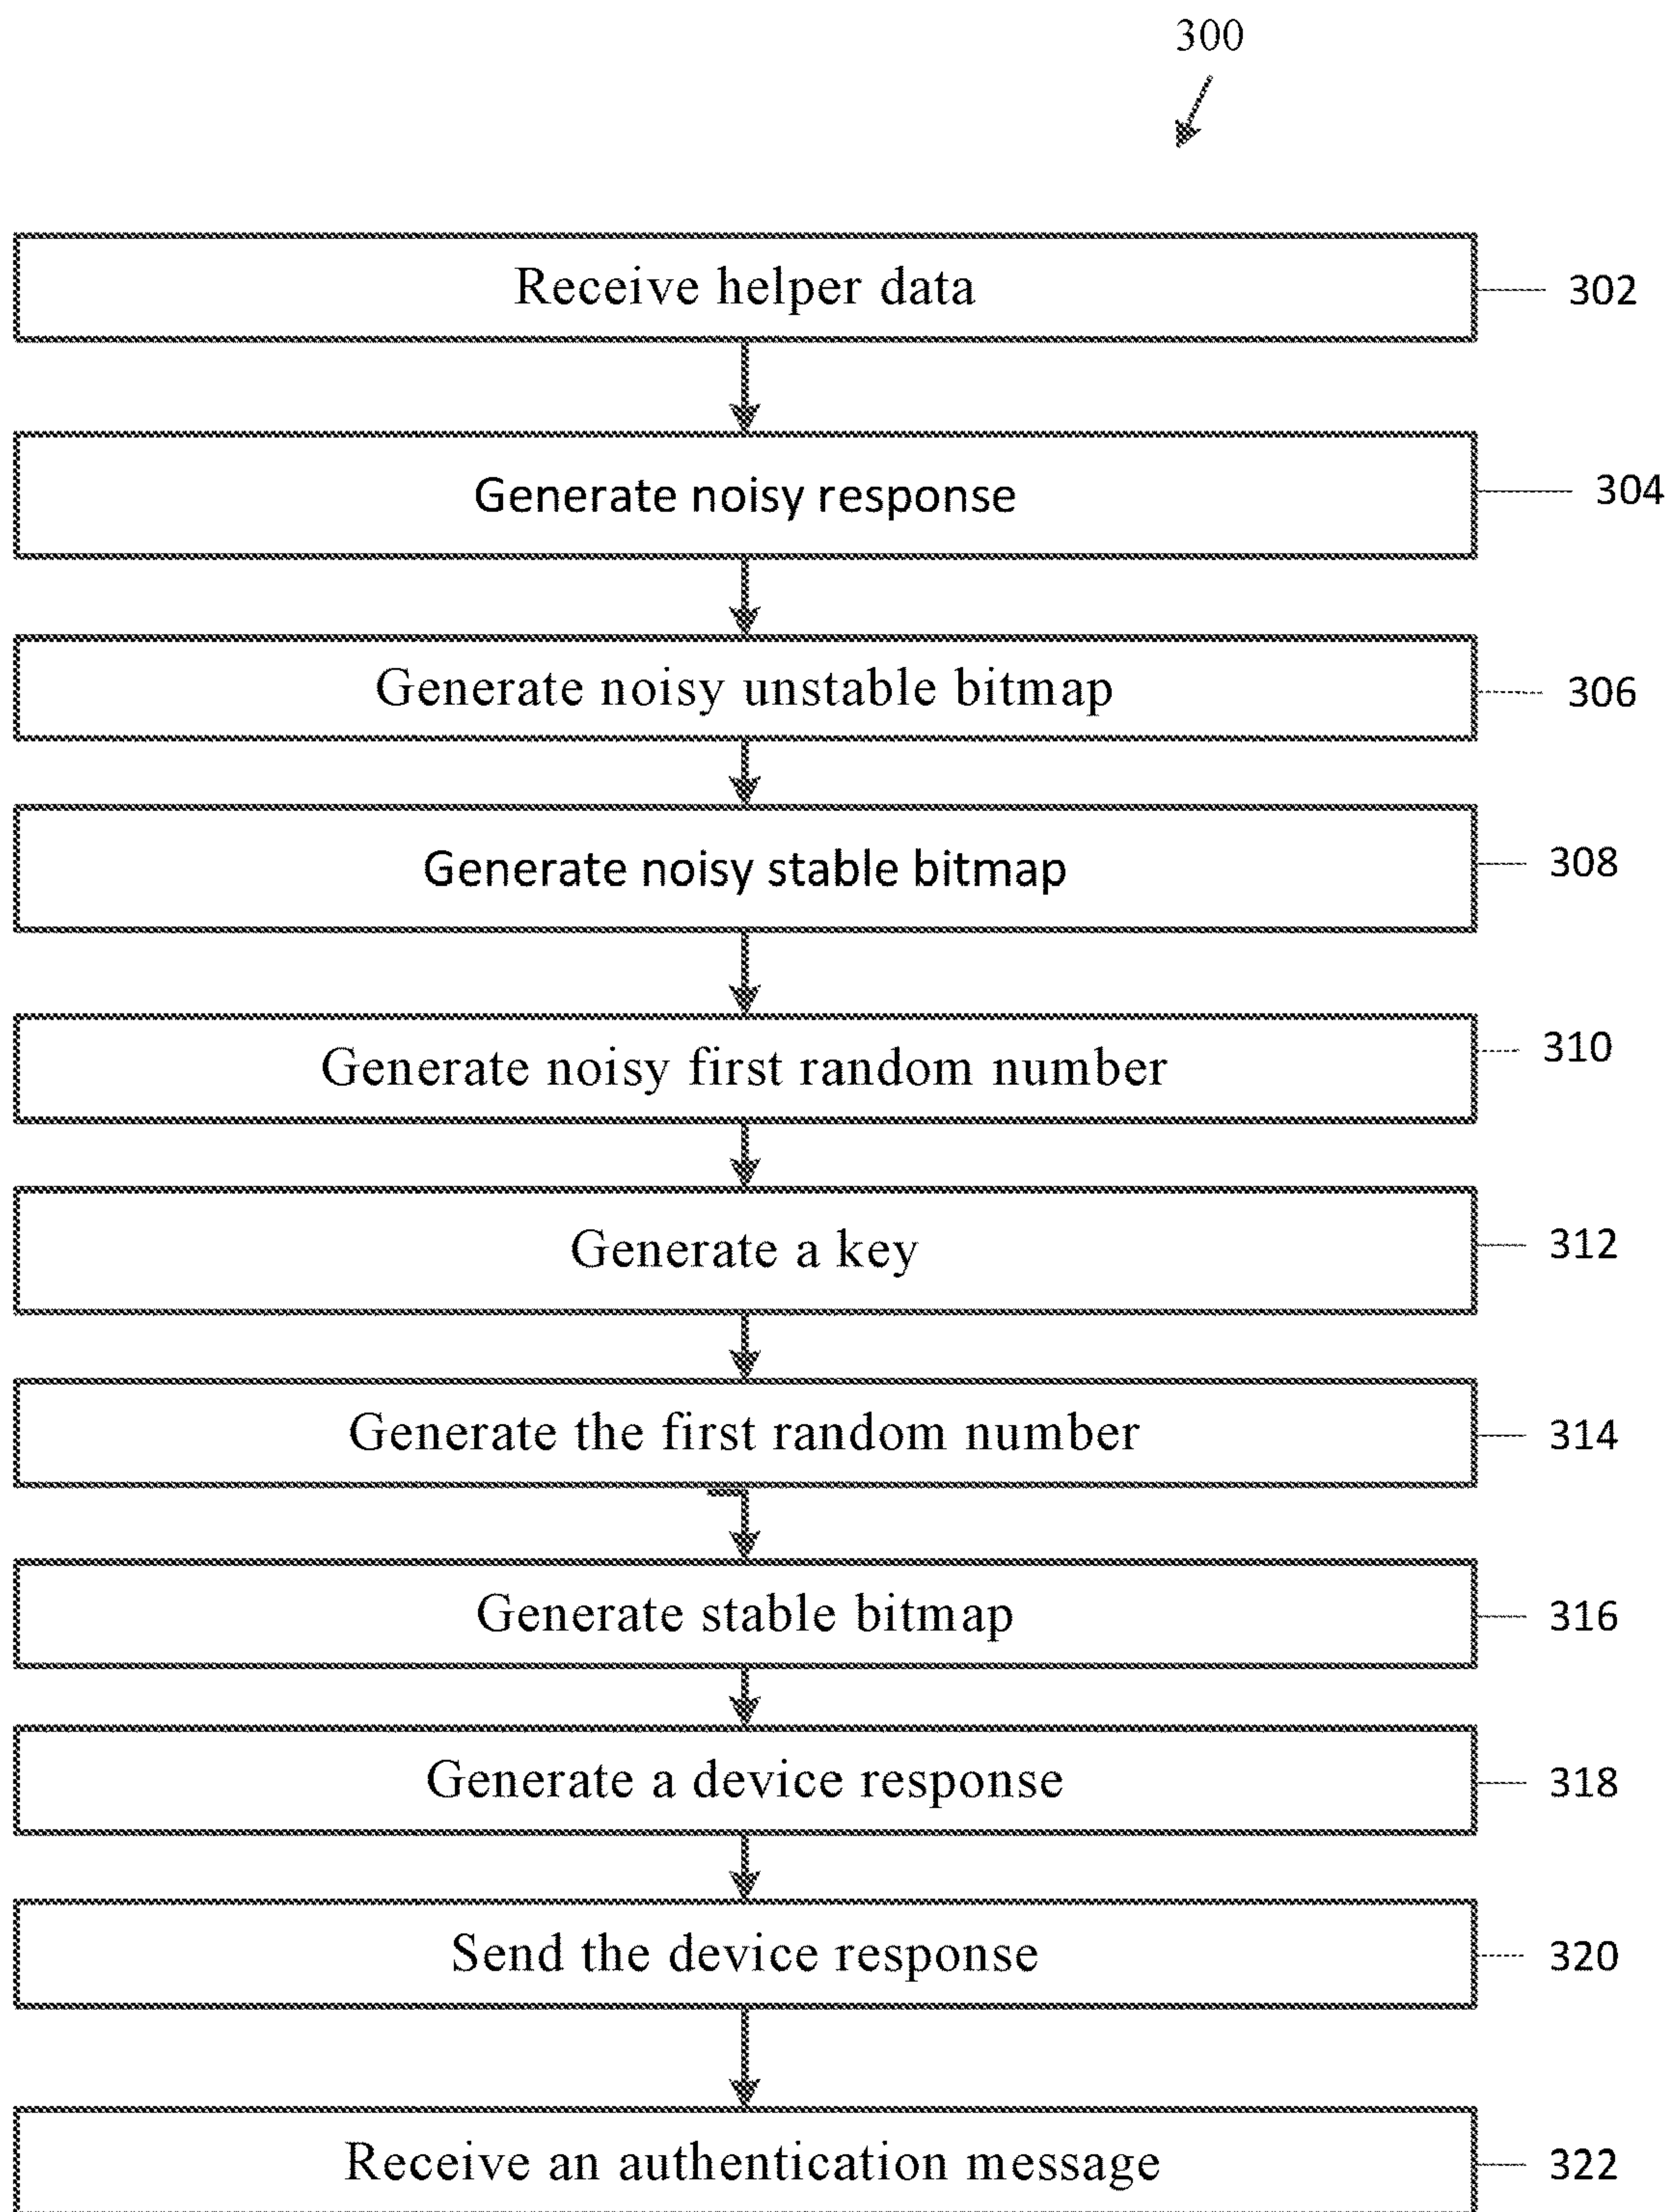 300
Receive helper data
302
Generate noisy response
304
Generate noisy unstable bitmap
306
Generate noisy stable bitmap
308
Generate noisy first random number
310
Generate a key
312
Generate the first random number
314
Generate stable bitmap
316
Generate a device response
318
Send the device response
320
Receive an authentication message
322